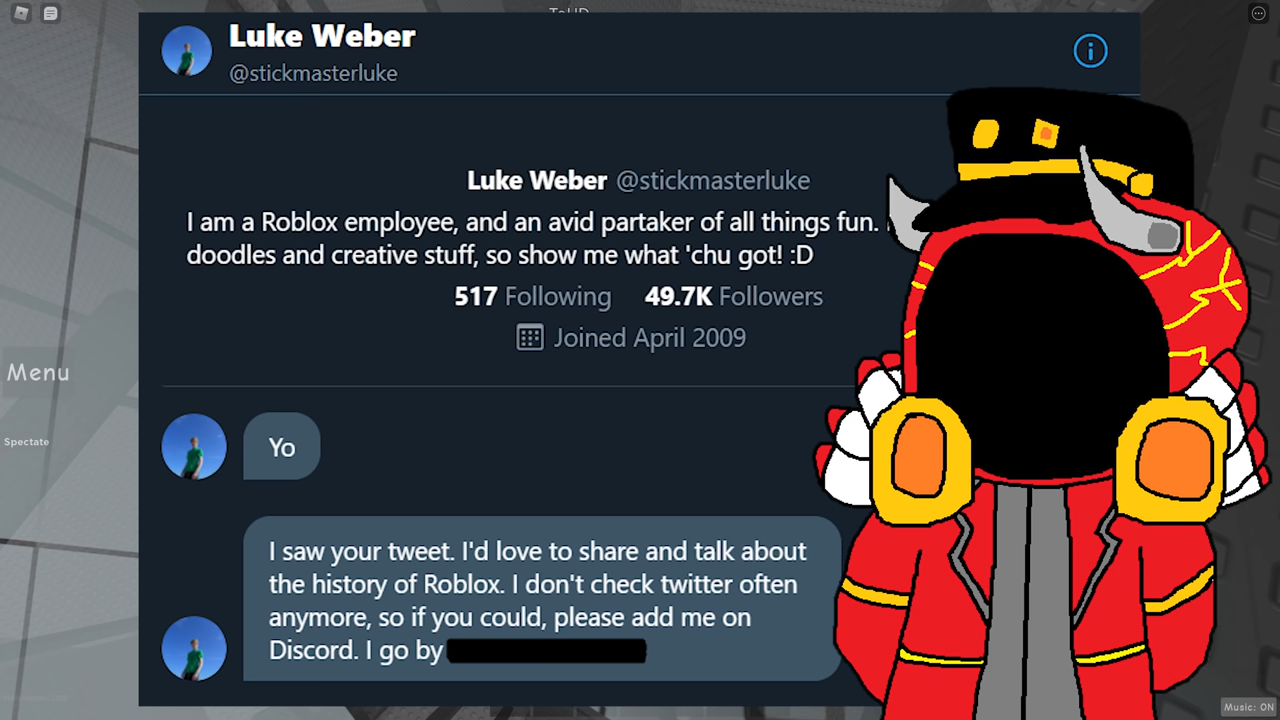 Luke Weber
@stickmasterluke
Luke Weber @stickmasterluke
I am a Roblox employee, and an avid partaker of all things fun.
doodles and creative stuff, so show me what 'chu got! :D
517 Following 49.7K Followers
Joined April 2009
Menu
Yo
Spectate
I saw your tweet. I'd love to share and talk about
the history of Roblox. I don't check twitter often
anymore, so if you could, please add me on
Discord. I go by
Music: ON